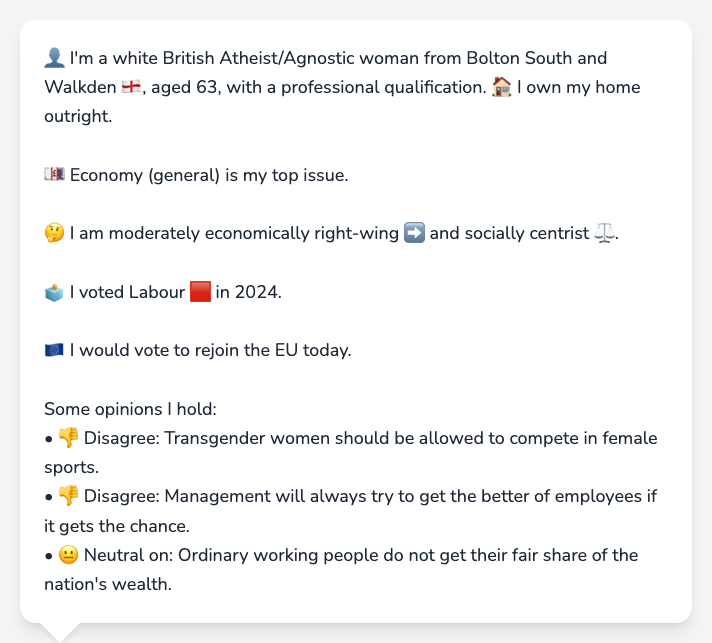 👤 I'm a white British Atheist/Agnostic woman from Bolton South and
Walkden 🏴󠁧󠁢󠁥󠁮󠁧󠁿, aged 63, with a professional qualification. 🏠 I own my home
outright.
💷 Economy (general) is my top issue.
🤔 I am moderately economically right-wing ➡️ and socially centrist ⚖️.
🗳️ I voted Labour 🟥 in 2024.
🇪🇺 I would vote to rejoin the EU today.
Some opinions I hold:
• 👎 Disagree: Transgender women should be allowed to compete in female
sports.
• 👎 Disagree: Management will always try to get the better of employees if
it gets the chance.
• 😐 Neutral on: Ordinary working people do not get their fair share of the
nation's wealth.